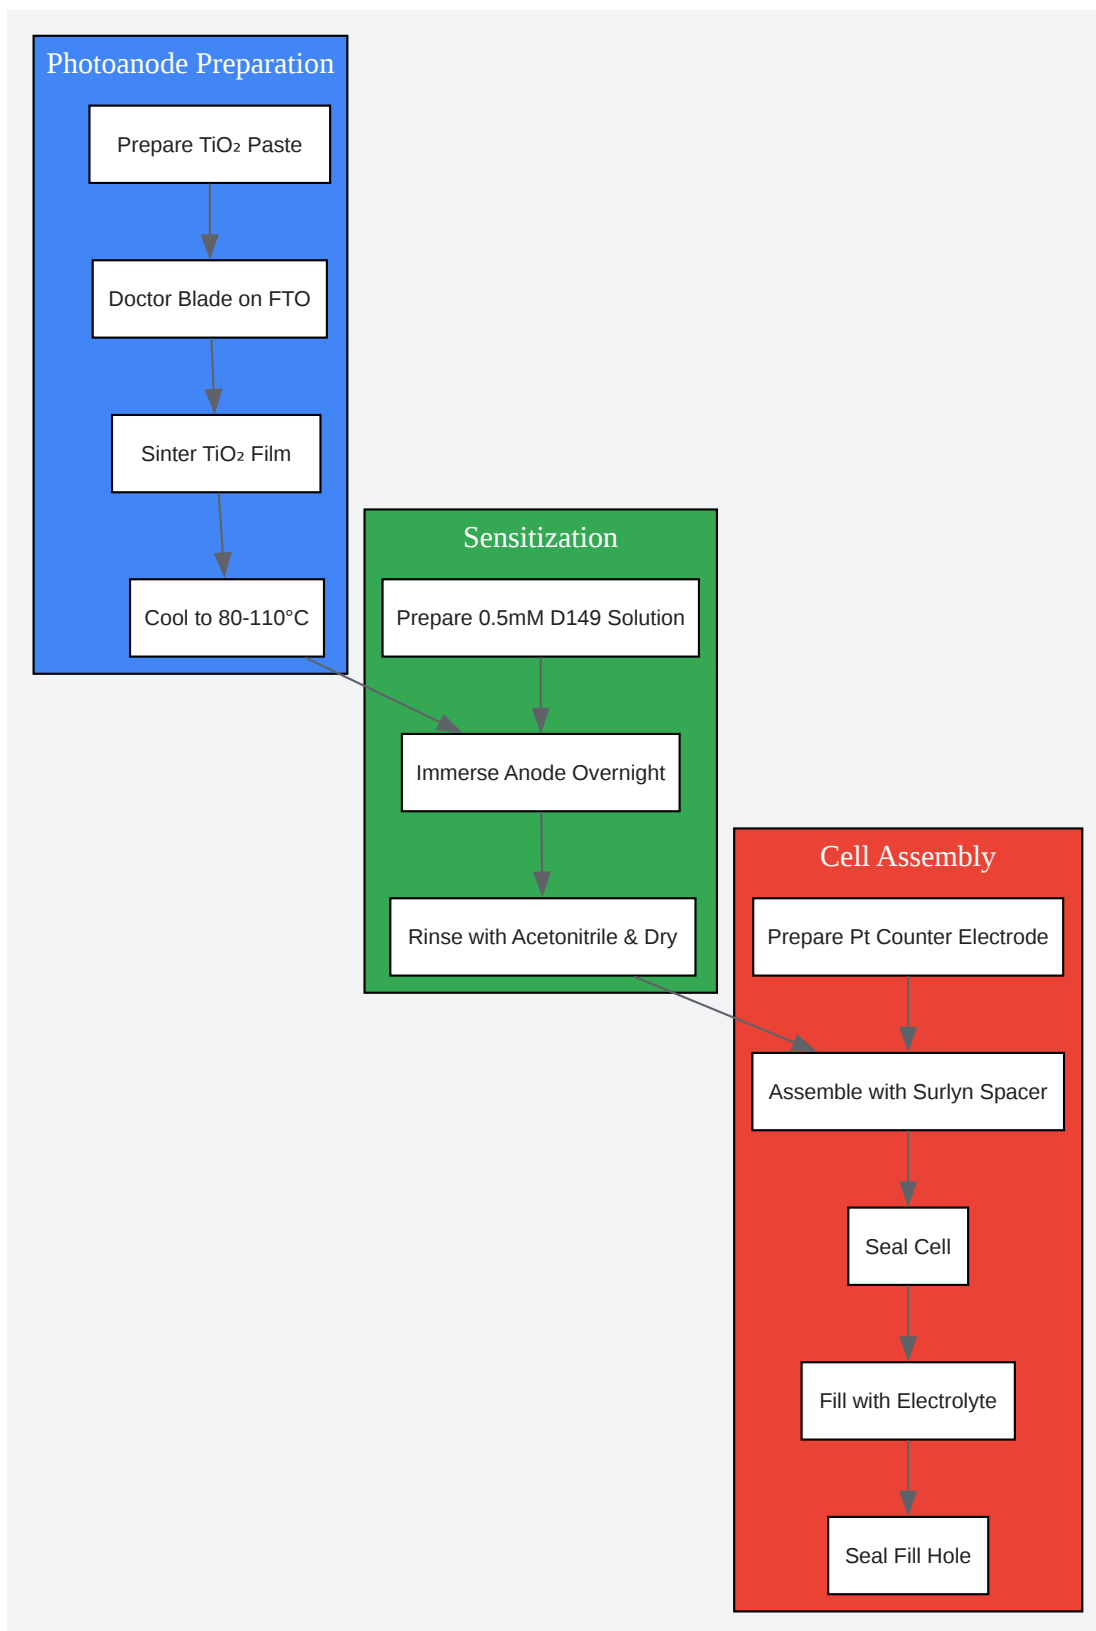 Photoanode Preparation
Prepare TiO₂ Paste
Doctor Blade on FTO
Sinter TiO₂ Film
Cool to 80-110°C
Sensitization
Prepare 0.5mM D149 Solution
Immerse Anode Overnight
Rinse with Acetonitrile & Dry
Cell Assembly
Prepare Pt Counter Electrode
Assemble with Surlyn Spacer
Seal Cell
Fill with Electrolyte
Seal Fill Hole